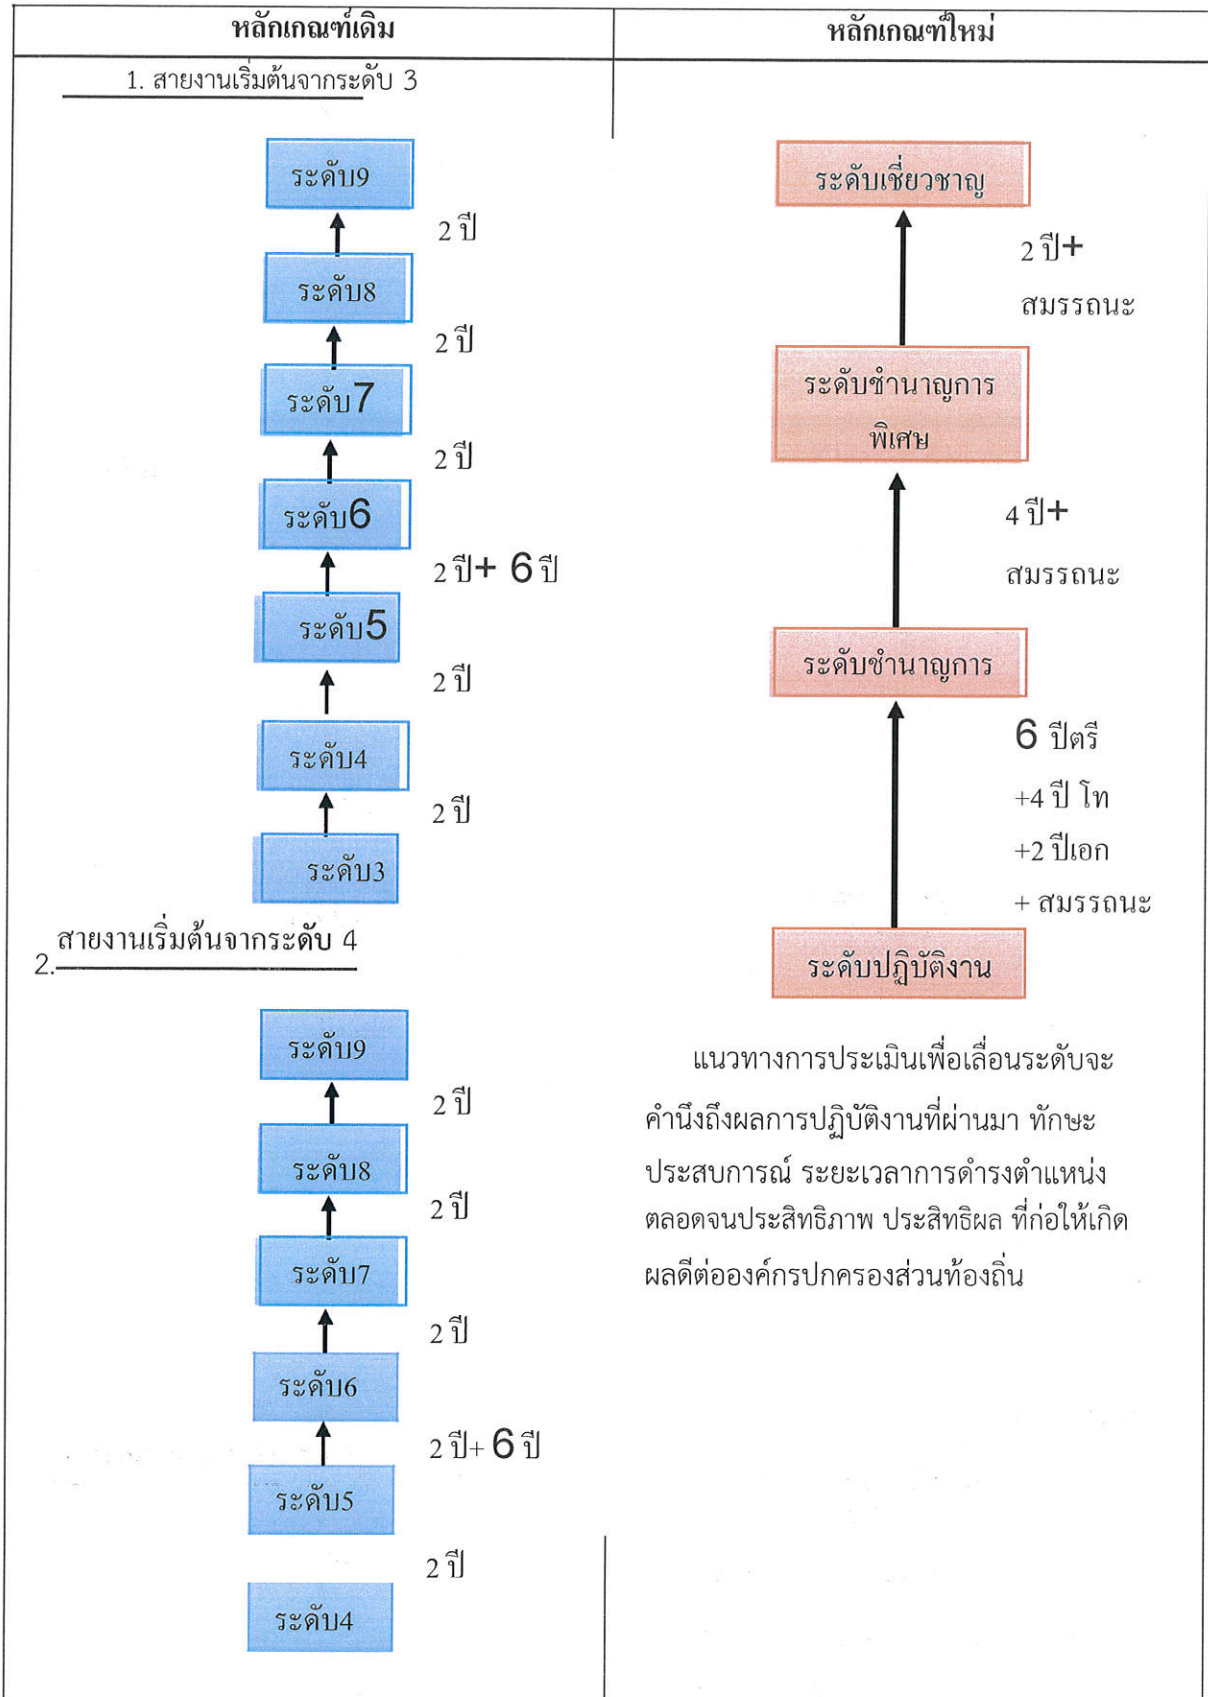 หลักเกณฑ์เดิม
หลักเกณฑ์ใหม่
1. สายงานเริ่มต้นจากระดับ 3
ระดับ9
2 ปี
ระดับ8
2 ปี
ระดับ7
2 ปี
ระดับ6
2 ปี+ 6 ปี
ระดับ5
2 ปี
ระดับ4
2 ปี
ระดับ3
2. สายงานเริ่มต้นจากระดับ 4
ระดับ9
2 ปี
ระดับ8
2 ปี
ระดับ7
2 ปี
ระดับ6
2 ปี+ 6 ปี
ระดับ5
2 ปี
ระดับ4
ระดับเชี่ยวชาญ
2 ปี+
สมรรถนะ
ระดับชำนาญการ
พิเศษ
4 ปี+
สมรรถนะ
ระดับชำนาญการ
6 ปีตรี
+4 ปี โท
+2 ปีเอก
+ สมรรถนะ
ระดับปฏิบัติงาน
แนวทางการประเมินเพื่อเลื่อนระดับจะ
คำนึงถึงผลการปฏิบัติงานที่ผ่านมา ทักษะ
ประสบการณ์ ระยะเวลาการดำรงตำแหน่ง
ตลอดจนประสิทธิภาพ ประสิทธิผล ที่ก่อให้เกิด
ผลดีต่อองค์กรปกครองส่วนท้องถิ่น